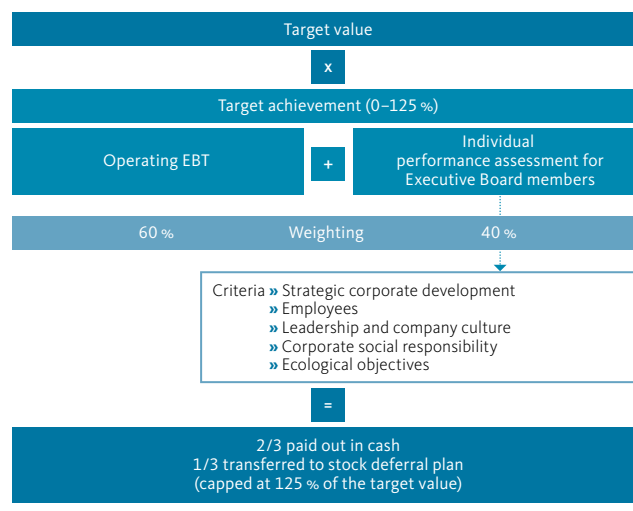 Target value
x
Target achievement (0–125 %)
Operating EBT
+
Individual
performance assessment for
Executive Board members
60 % Weighting 40 %
Criteria » Strategic corporate development
» Employees
» Leadership and company culture
» Corporate social responsibility
» Ecological objectives
=
2/3 paid out in cash
1/3 transferred to stock deferral plan
(capped at 125 % of the target value)